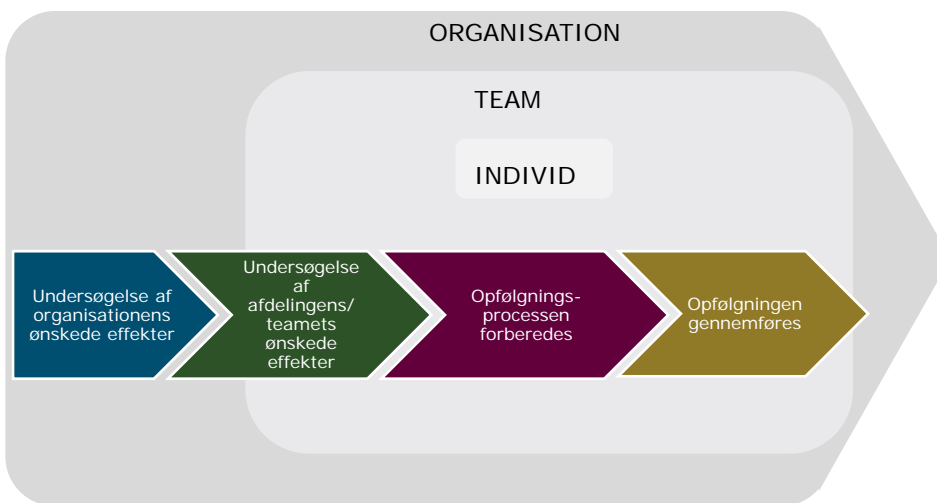 ORGANISATION
TEAM
INDIVID
Undersøgelse af
organisationens
ønskede effekter
Undersøgelse
af
afdelingens/
teamets
ønskede
effekter
Opfølgnings-
processen
forberedes
Opfølgningen
gennemføres